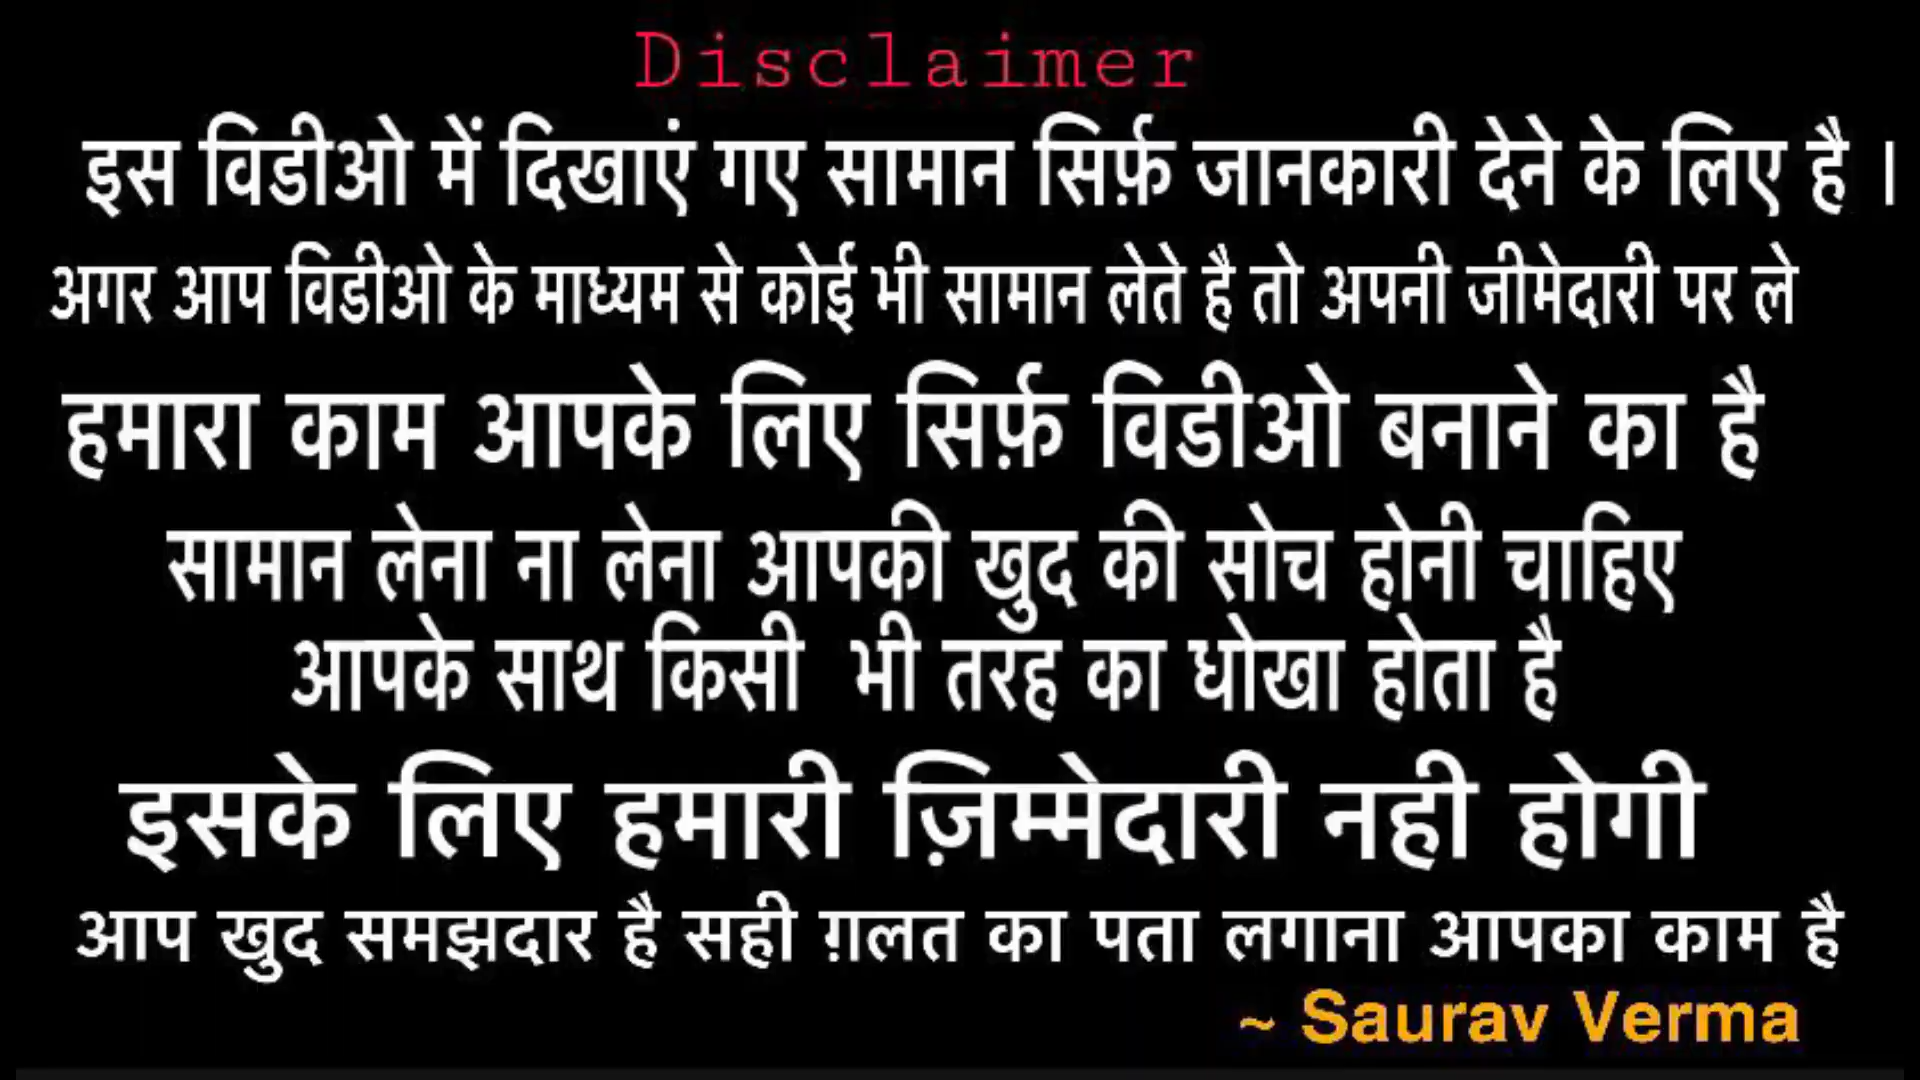 Disclaimer
इस विडीओ में दिखाएं गए सामान सिर्फ़ जानकारी देने के लिए है ।
अगर आप विडीओ के माध्यम से कोई भी सामान लेते है तो अपनी जीमेदारी पर ले
हमारा काम आपके लिए सिर्फ़ विडीओ बनाने का है
सामान लेना ना लेना आपकी खुद की सोच होनी चाहिए
आपके साथ किसी भी तरह का धोखा होता है
इसके लिए हमारी ज़िम्मेदारी नही होगी
आप खुद समझदार है सही ग़लत का पता लगाना आपका काम है
~ Saurav Verma